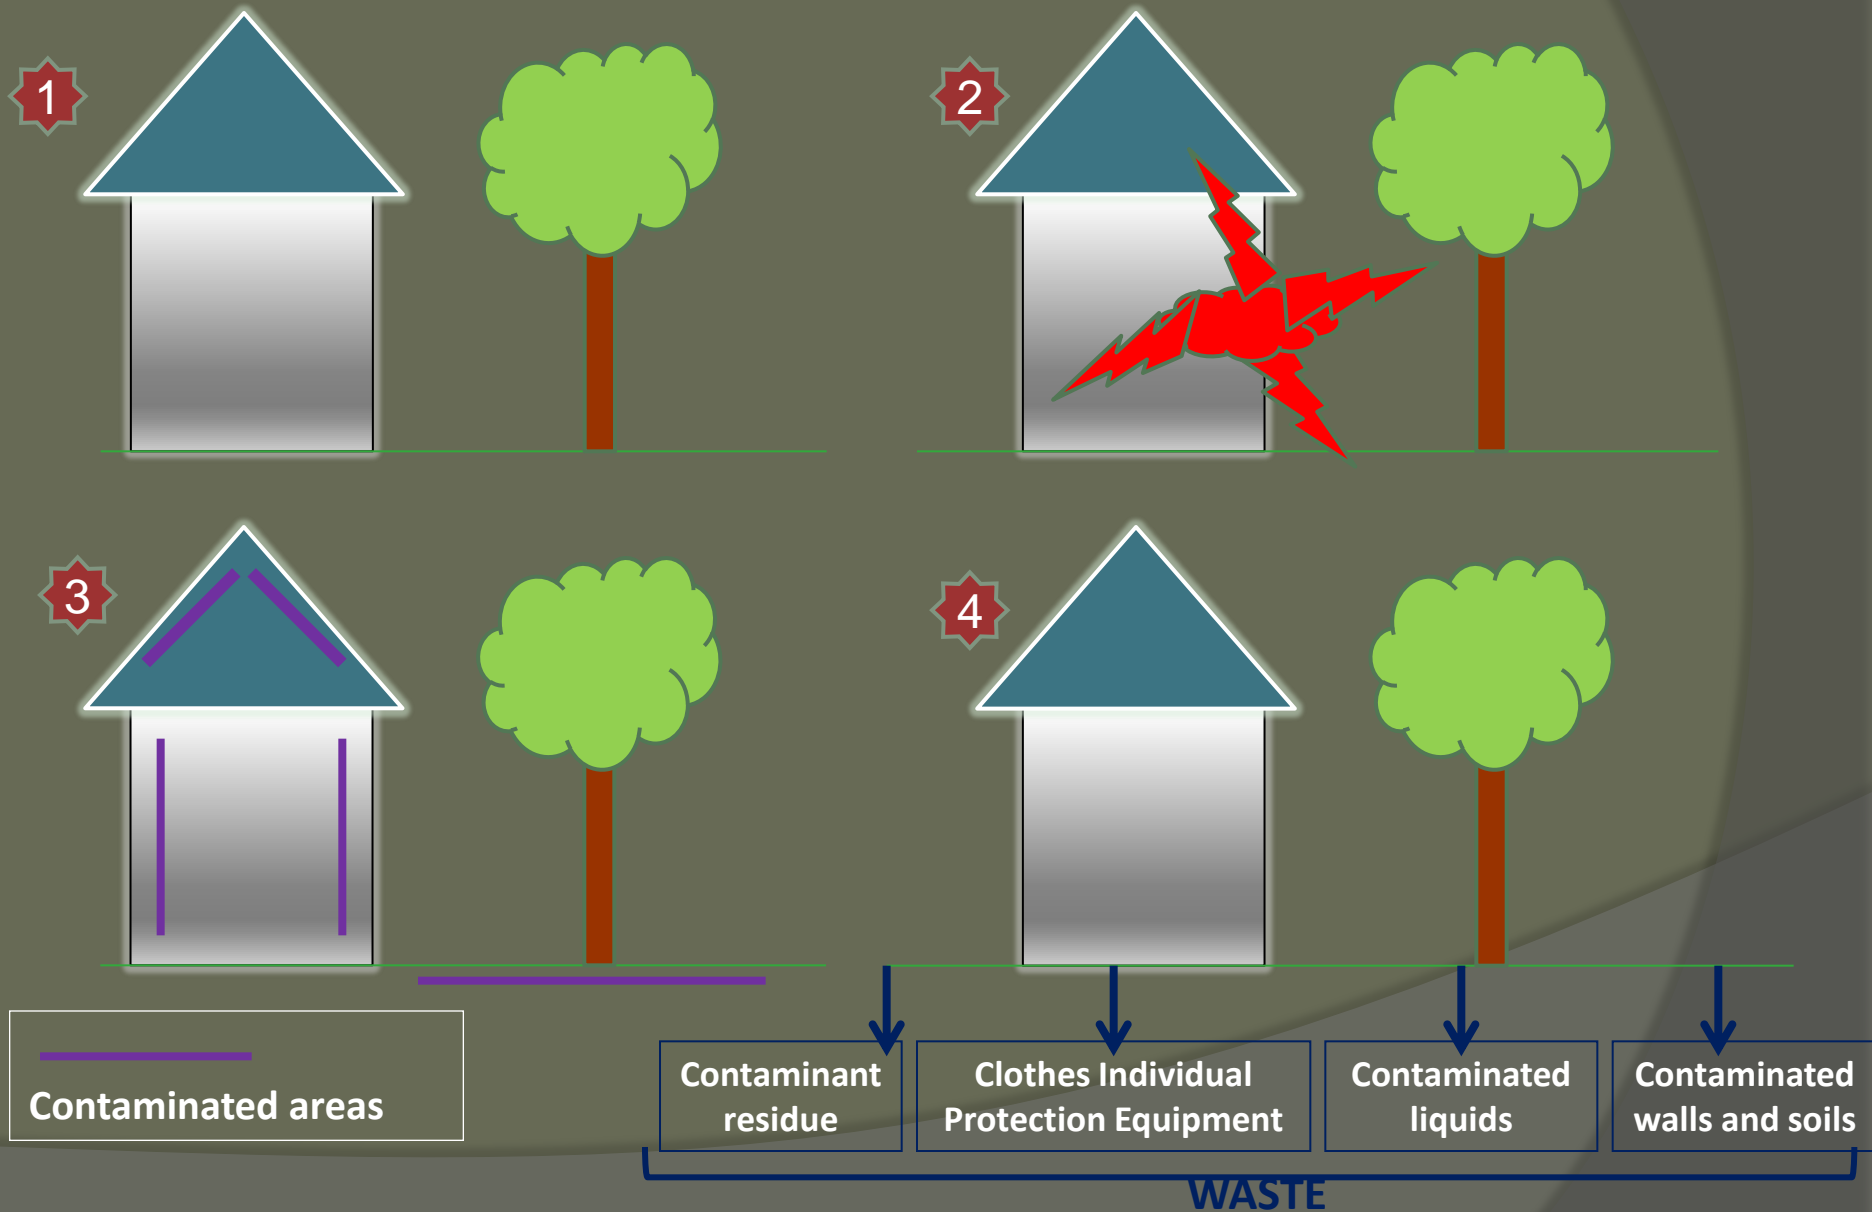 1
2
3
4
Contaminated areas
Contaminant
residue
Clothes Individual
Protection Equipment
Contaminated
liquids
Contaminated
walls and soils
WASTE